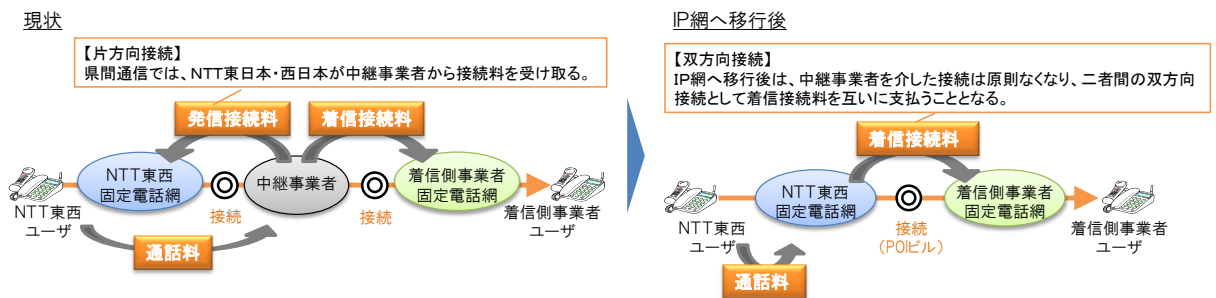 現状
【片方向接続】
県間通信では、NTT東日本・西日本が中継事業者から接続料を受け取る。
発信接続料
着信接続料
NTT東西
固定電話網
中継事業者
着信側事業者
固定電話網
接続
接続
NTT東西
ユーザ
着信側事業者
ユーザ
通話料
IP網へ移行後
【双方向接続】
IP網へ移行後は、中継事業者を介した接続は原則なくなり、二者間の双方向
接続として着信接続料を互いに支払うこととなる。
着信接続料
NTT東西
固定電話網
着信側事業者
固定電話網
接続
(POIビル)
NTT東西
ユーザ
着信側事業者
ユーザ
通話料